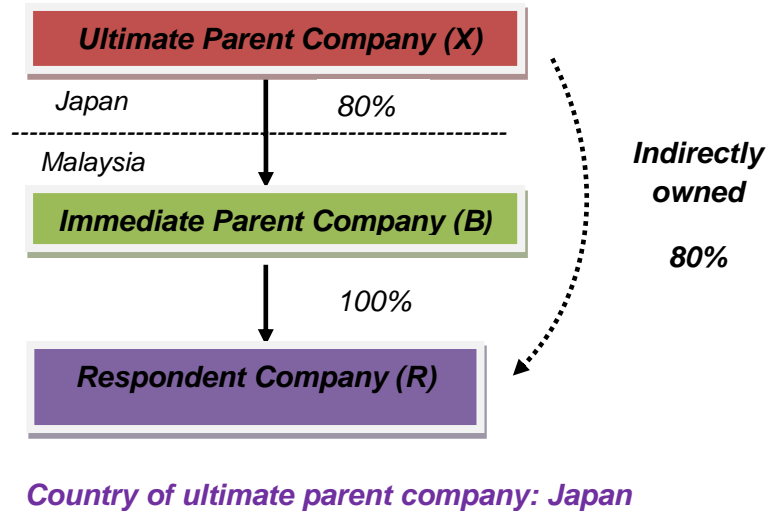 Ultimate Parent Company (X)
Japan
80%
Malaysia
Indirectly
owned
80%
Immediate Parent Company (B)
100%
Respondent Company (R)
Country of ultimate parent company: Japan